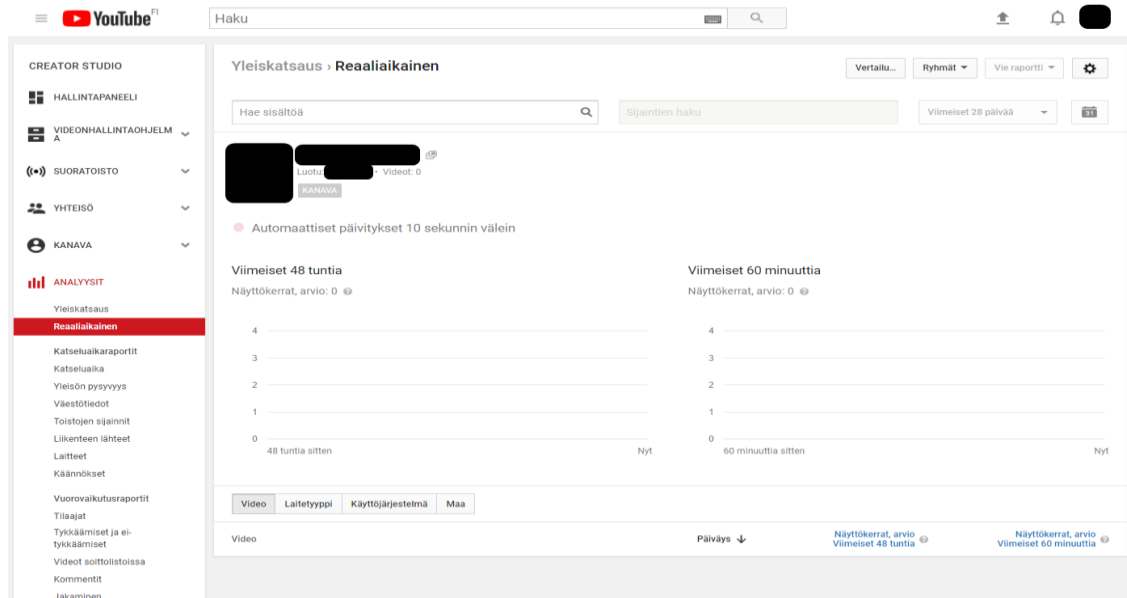 YouTube FI
Haku
CREATOR STUDIO
HALLINTAPANEELI
VIDEONHALLINTAOHJELM
A
SUORATOISTO
YHTEISÖ
KANAVA
ANALYYSIT
Yleiskatsaus
Reaaliaikainen
Katseluaikaraportit
Katseluaika
Yleisön pysyvyys
Väestötiedot
Toistojen sijainnit
Liikenteen lähteet
Laitteet
Käännökset
Vuorovaikutusraportit
Tilaajat
Tykkäämiset ja ei-
tykkäämiset
Videot soittolistoissa
Kommentit
Jakaminen
Yleiskatsaus › Reaaliaikainen
Vertailu...
Ryhmät
Vie raportti
Hae sisältöä
Sijaintien haku
Viimeiset 28 päivää
31
Luotu: • Videot: 0
KANAVA
Automaattiset päivitykset 10 sekunnin välein
Viimeiset 48 tuntia
Näyttökerrat, arvio: 0
4
3
2
1
0
48 tuntia sitten Nyt
Viimeiset 60 minuuttia
Näyttökerrat, arvio: 0
4
3
2
1
0
60 minuuttia sitten Nyt
Video Laitetyyppi Käyttöjärjestelmä Maa
Video
Päiväys
Näyttökerrat, arvio
Viimeiset 48 tuntia
Näyttökerrat, arvio
Viimeiset 60 minuuttia